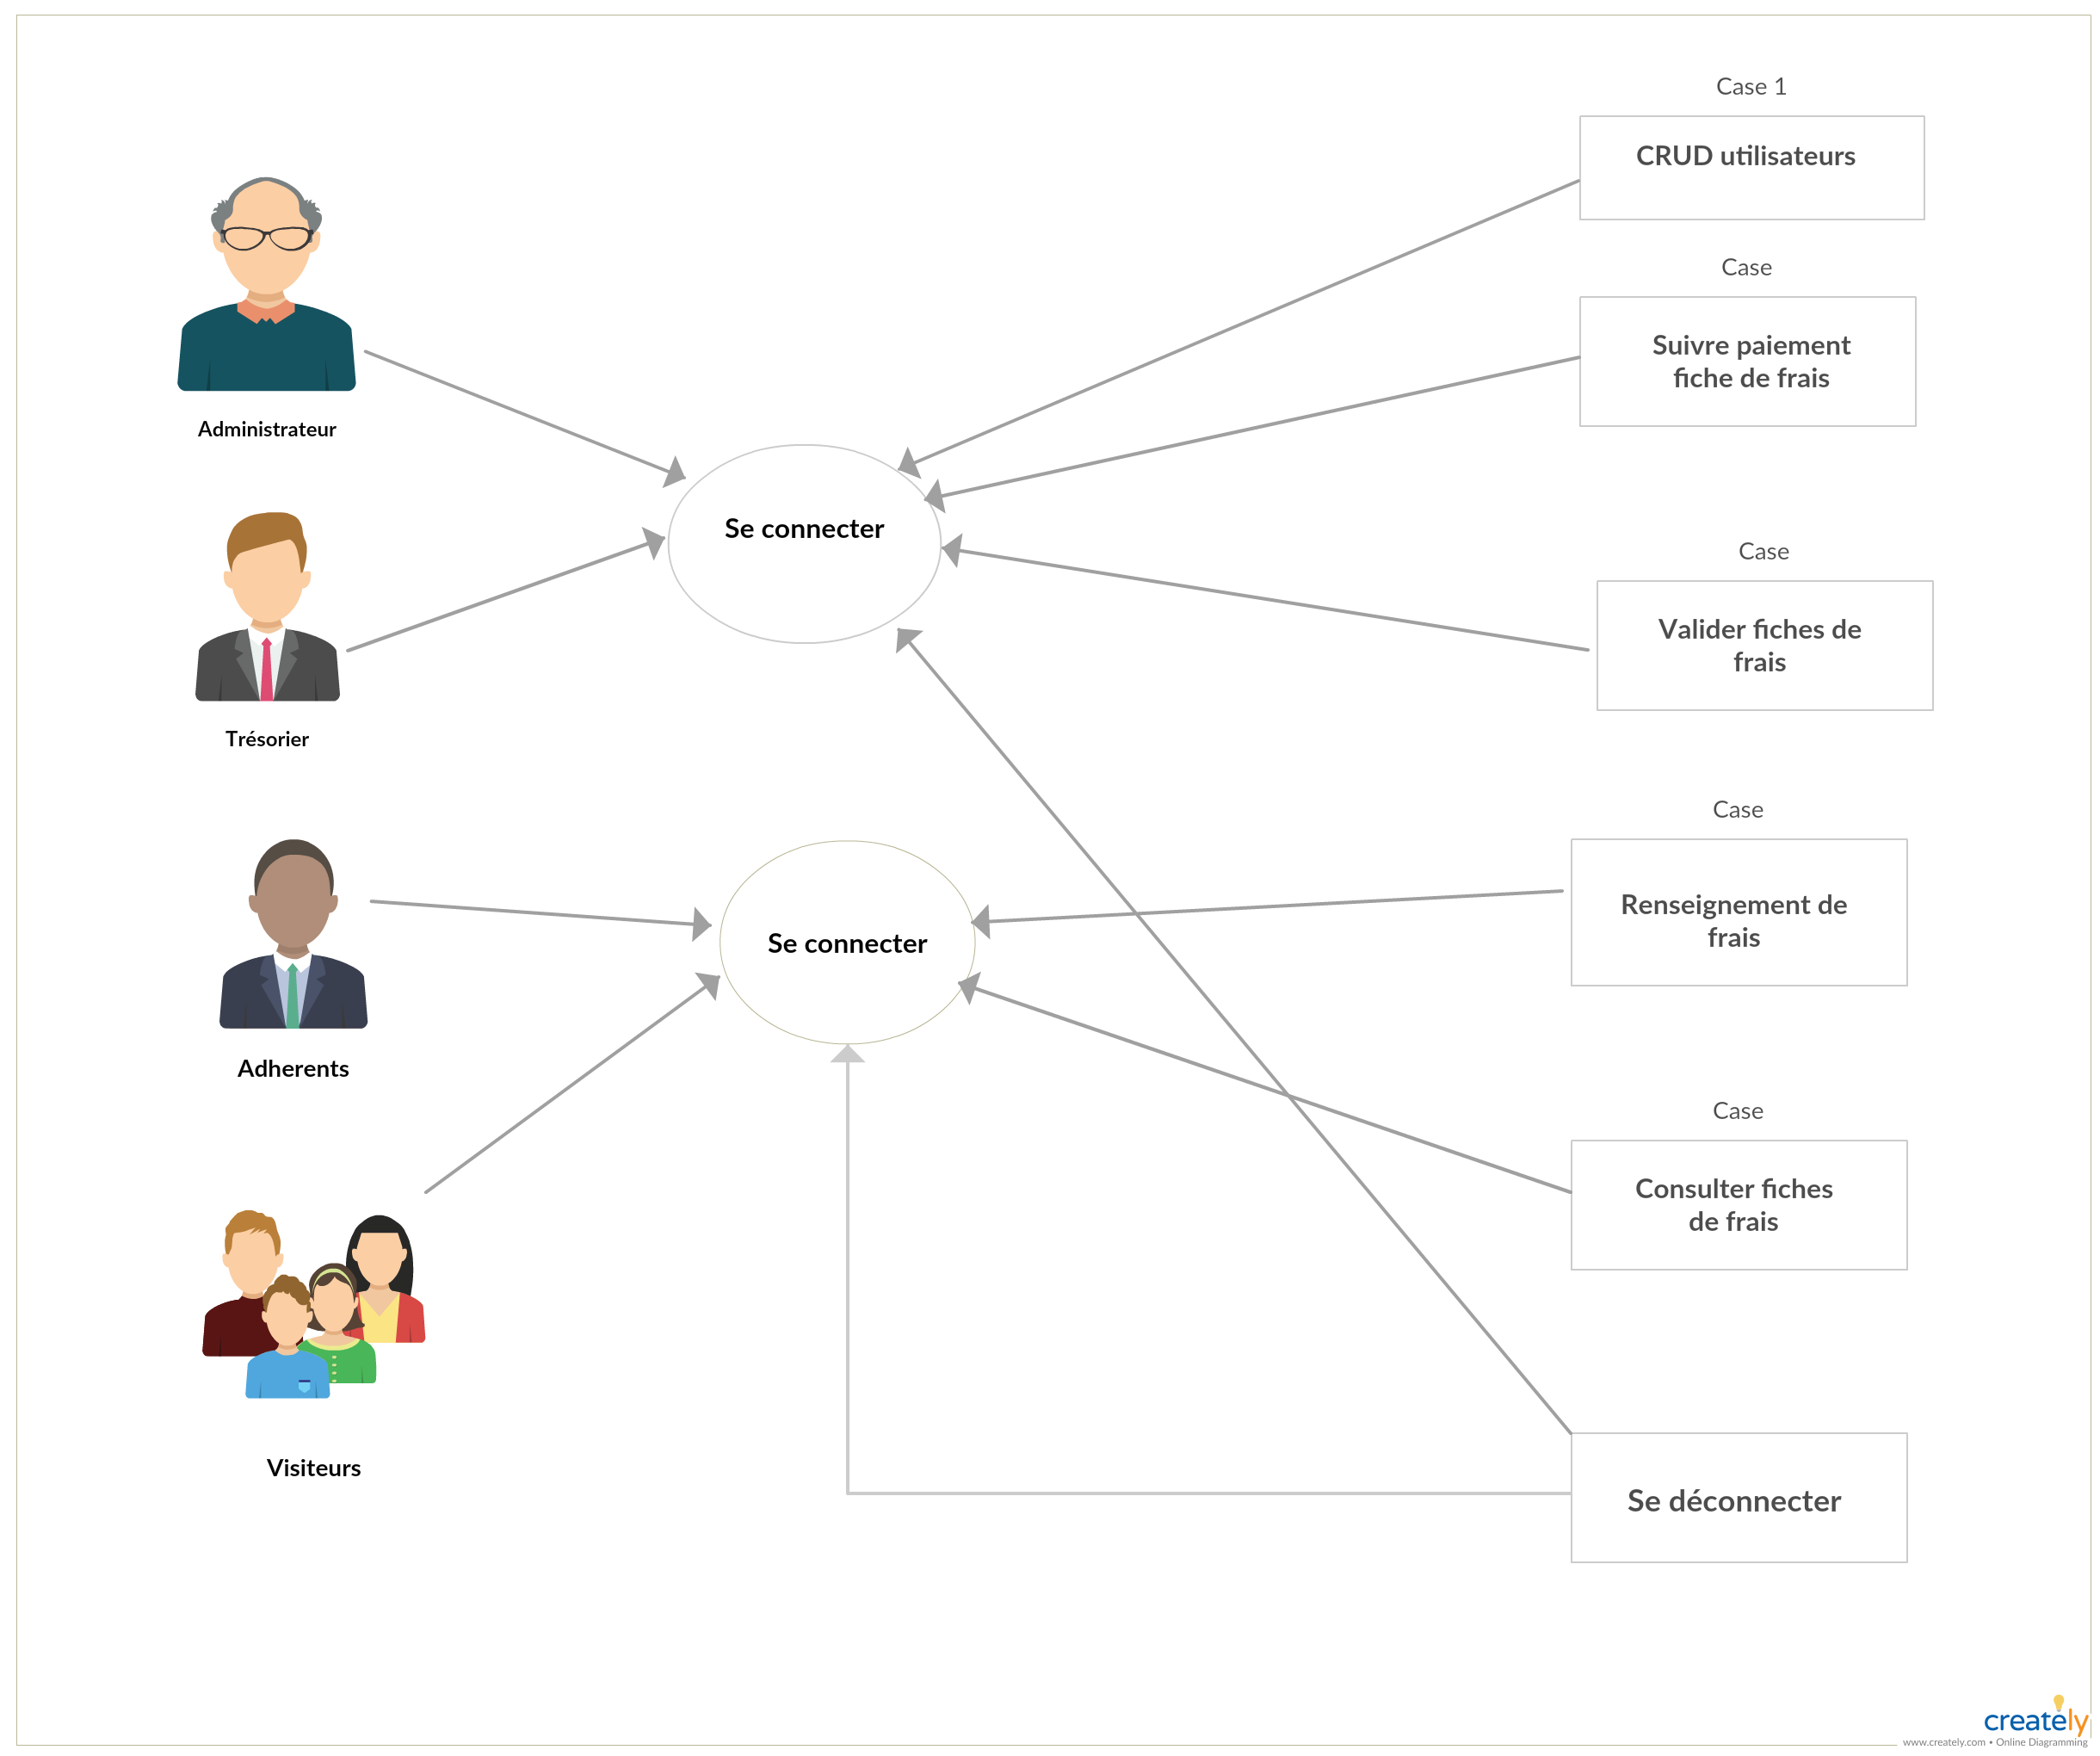 Case 1
CRUD utilisateurs
Case
Suivre paiement
fiche de frais
Administrateur
Se connecter
Case
Valider fiches de
frais
Trésorier
Case
Renseignement de
frais
Se connecter
Adherents
Case
Consulter fiches
de frais
Visiteurs
Se déconnecter
creately
www.creately.com • Online Diagramming